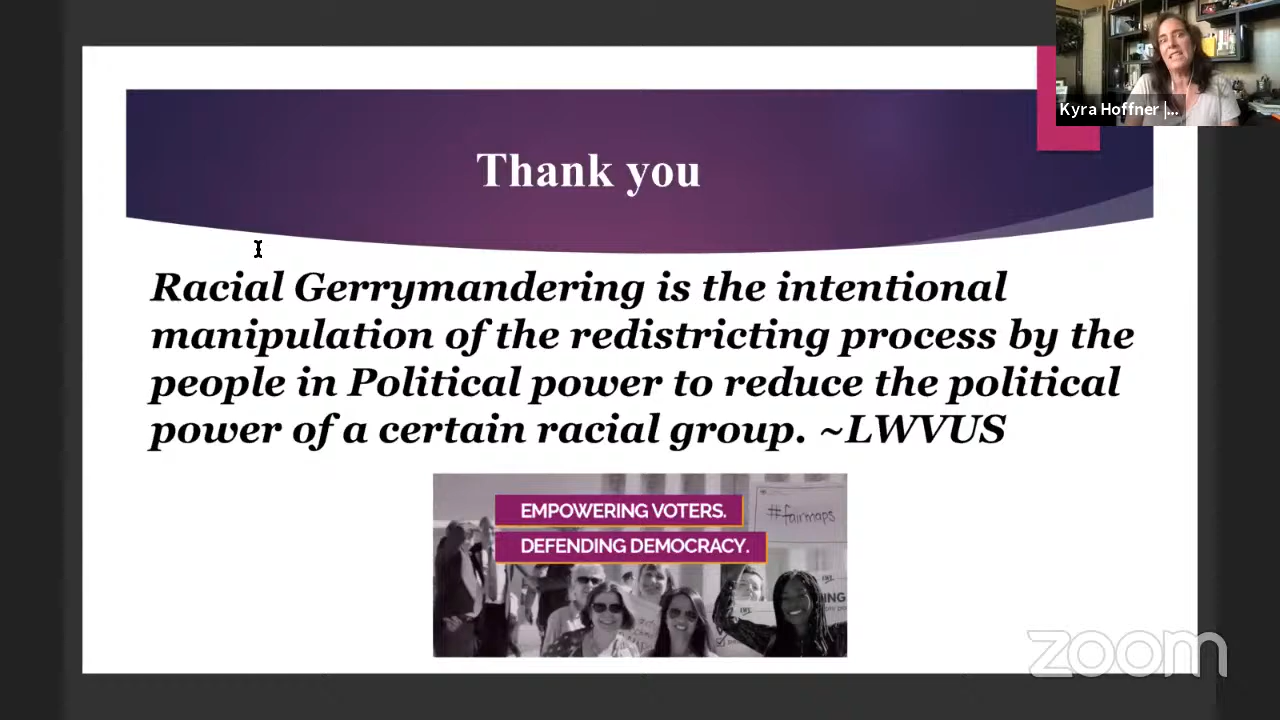 Kyra Hoffner |...
Thank you
Racial Gerrymandering is the intentional
manipulation of the redistricting process by the
people in Political power to reduce the political
power of a certain racial group. ~LWVUS
EMPOWERING VOTERS.
DEFENDING DEMOCRACY.
#fairmaps
ING
zoom